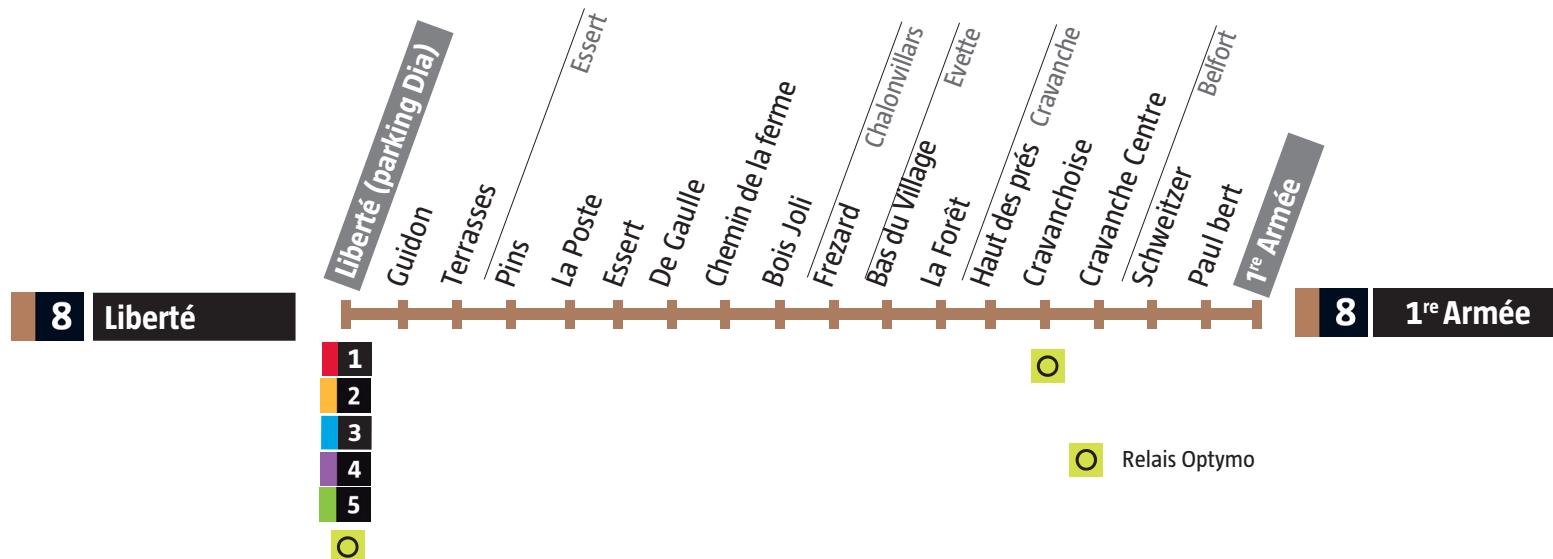 8 Liberté
Liberté (parking Dia)
Guidon
Terrasses
Essert
Pins
La Poste
Essert
De Gaulle
Chemin de la ferme
Bois Joli
Chalonvillars
Frezard
Evette
Bas du Village
La Forêt
Cravanche
Haut des prés
Cravanchoise
Cravanche Centre
Belfort
Schweitzer
Paul bert
1re Armée
8 1re Armée
1
2
3
4
5
Relais Optymo